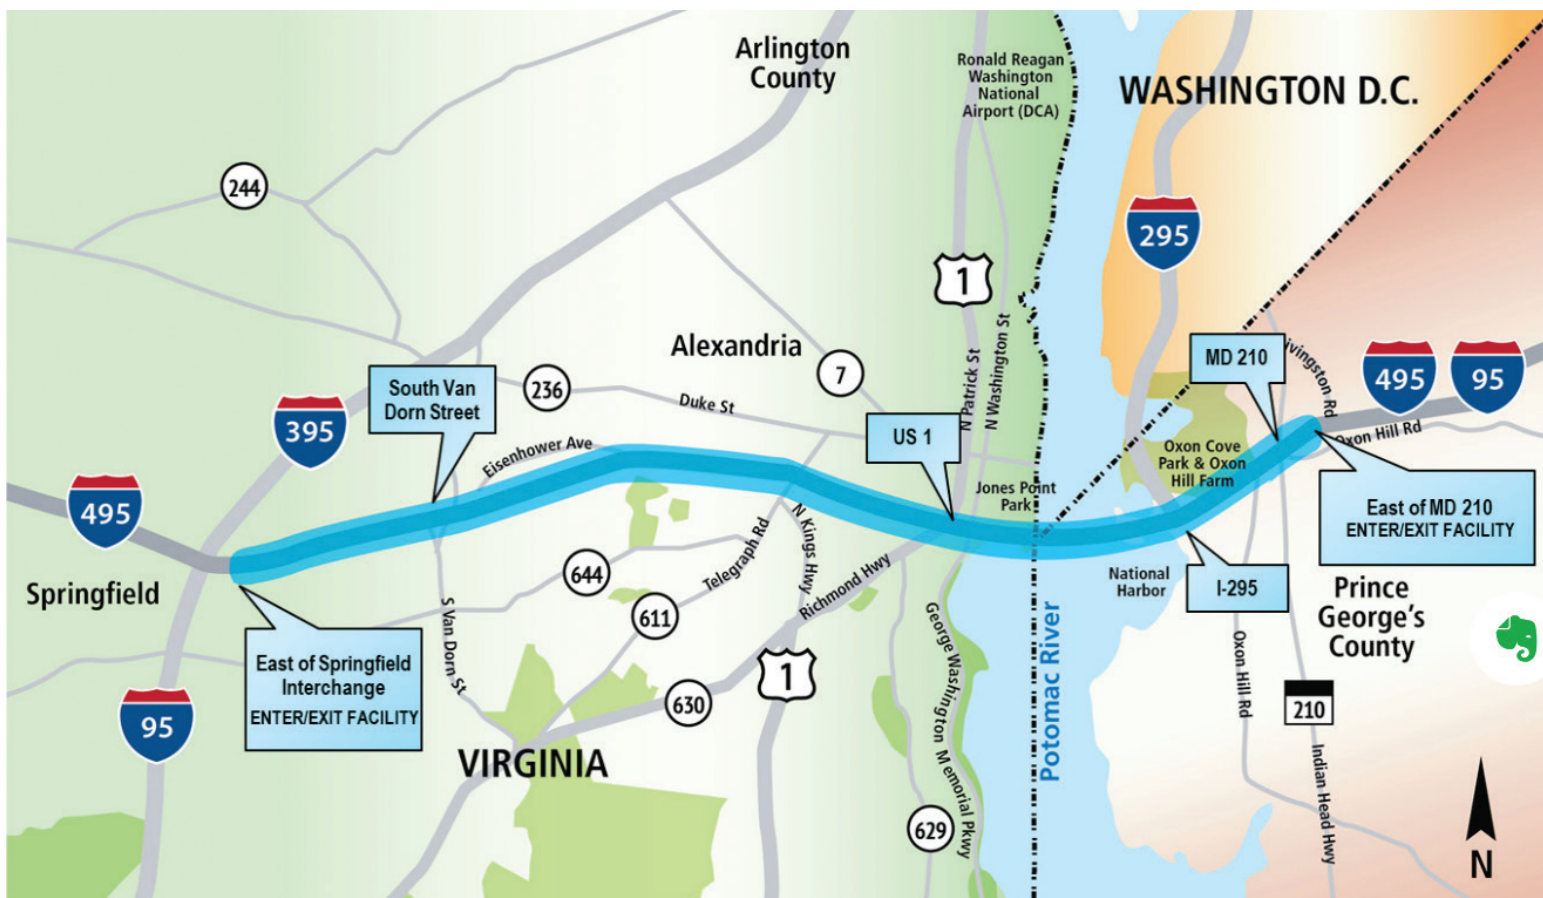 Arlington
County
Ronald Reagan
Washington
National
Airport (DCA)
WASHINGTON D.C.
244
295
1
Alexandria
N Patrick St
N Washington St
MD 210
ivingston Rd
495
95
7
236
Duke St
South Van
Dorn Street
395
US 1
Eisenhower Ave
Oxon Cove
Park & Oxon
Hill Farm
Oxon Hill Rd
Jones Point
Park
East of MD 210
ENTER/EXIT FACILITY
495
N Kings Hwy
Telegraph Rd
644
Richmond Hwy
National
Harbor
I-295
Springfield
Prince
George's
County
611
S Van Dorn St
George Washington Memorial Pkwy
Potomac River
Oxon Hill Rd
East of Springfield
Interchange
ENTER/EXIT FACILITY
1
630
210
95
VIRGINIA
Indian Head Hwy
629
N